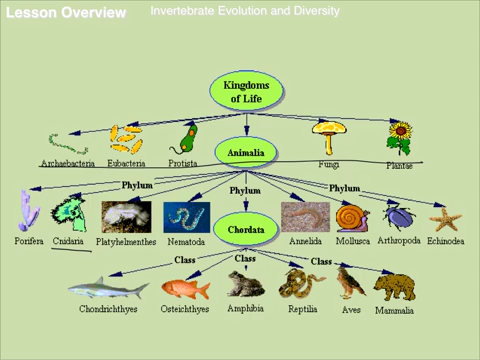 Lesson Overview
Invertebrate Evolution and Diversity
Kingdoms
of Life
Archaebacteria
Eubacteria
Protista
Animalia
Fungi
Plantae
Phylum
Phylum
Phylum
Porifera
Cnidaria
Platyhelmenthes
Nematoda
Chordata
Annelida
Mollusca
Arthropoda
Echinodea
Class
Class
Class
Chondrichthyes
Osteichthyes
Amphibia
Reptilia
Aves
Mammalia